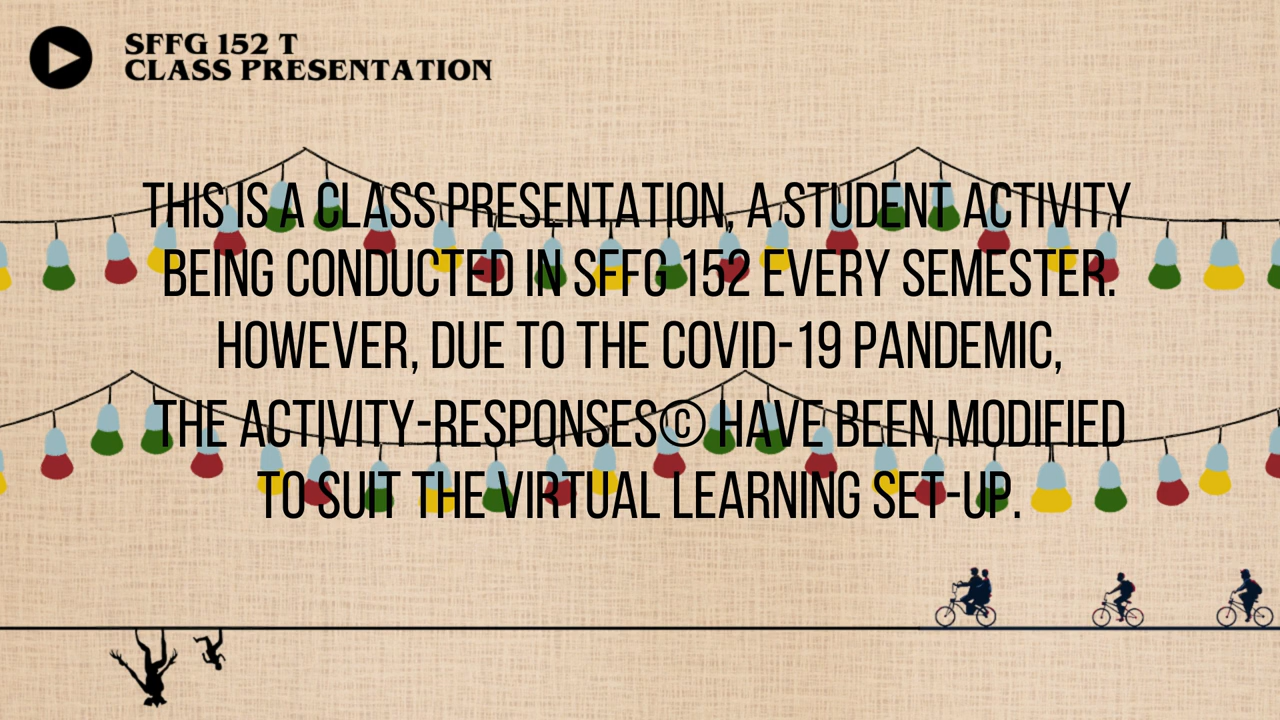 SFFG 152 T
CLASS PRESENTATION
THIS IS A CLASS PRESENTATION, A STUDENT ACTIVITY
BEING CONDUCTED IN SFFG 152 EVERY SEMESTER.
HOWEVER, DUE TO THE COVID-19 PANDEMIC,
THE ACTIVITY-RESPONSES© HAVE BEEN MODIFIED
TO SUIT THE VIRTUAL LEARNING SET-UP.